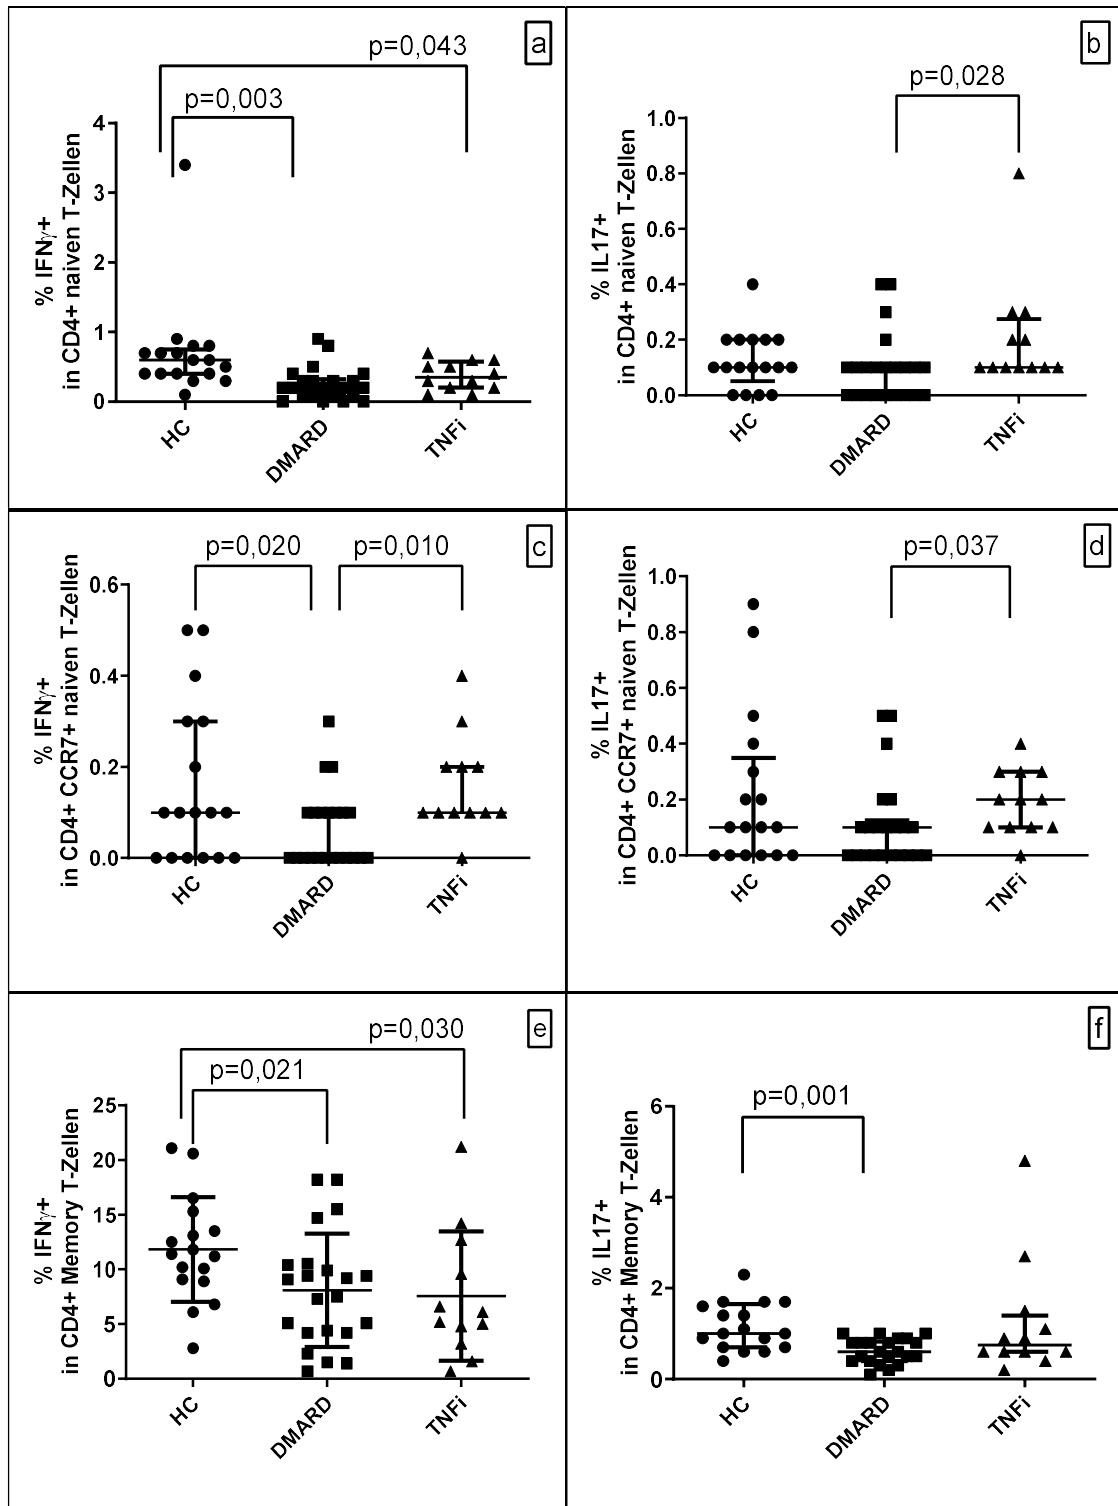 a
p=0,043
p=0,003
% IFNγ+
in CD4+ naiven T-Zellen
4
3
2
1
0
HC
DMARD
TNFi
b
p=0,028
% IL17+
in CD4+ naiven T-Zellen
1.0
0.8
0.6
0.4
0.2
0.0
HC
DMARD
TNFi
c
p=0,020
p=0,010
% IFNγ+
in CD4+ CCR7+ naiven T-Zellen
0.6
0.4
0.2
0.0
HC
DMARD
TNFi
d
p=0,037
% IL17+
in CD4+ CCR7+ naiven T-Zellen
1.0
0.8
0.6
0.4
0.2
0.0
HC
DMARD
TNFi
e
p=0,030
p=0,021
% IFNγ+
in CD4+ Memory T-Zellen
25
20
15
10
5
0
HC
DMARD
TNFi
f
p=0,001
% IL17+
in CD4+ Memory T-Zellen
6
4
2
0
HC
DMARD
TNFi